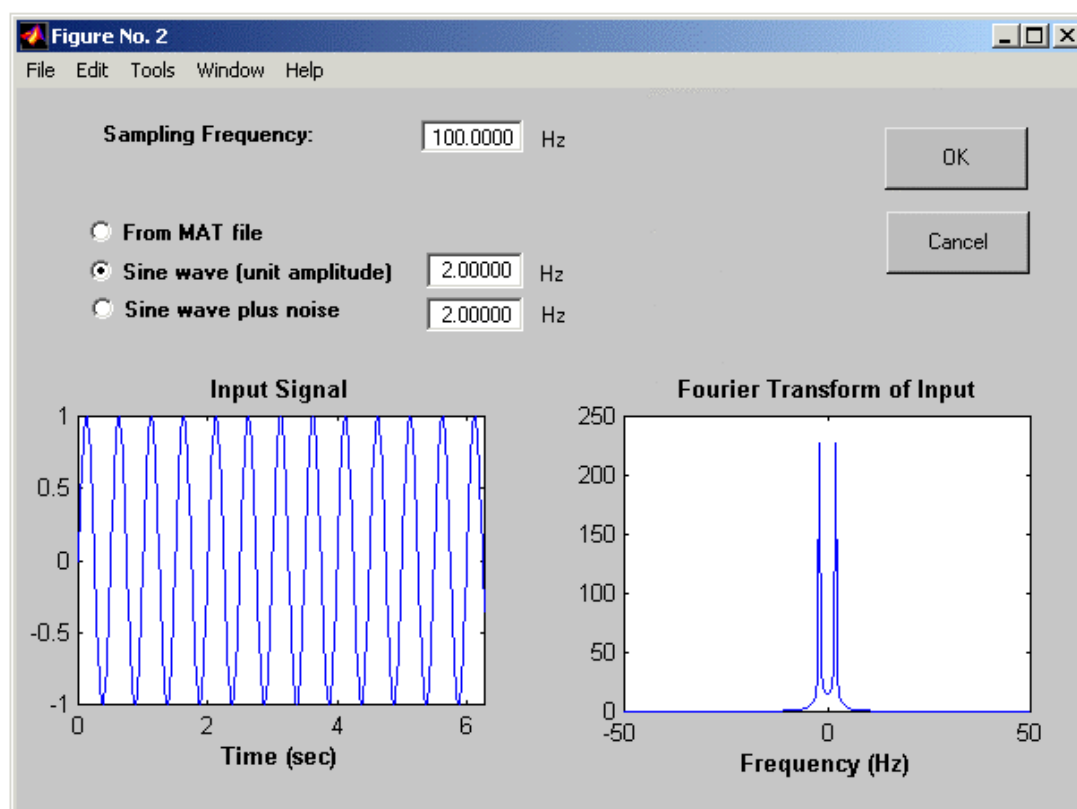 Figure No. 2
File Edit Tools Window Help
Sampling Frequency: 100.0000 Hz
OK
From MAT file
Cancel
Sine wave (unit amplitude) 2.00000 Hz
Sine wave plus noise 2.00000 Hz
Input Signal
1
0.5
0
-0.5
-1
0 2 4 6
Time (sec)
Fourier Transform of Input
250
200
150
100
50
0
-50 0 50
Frequency (Hz)